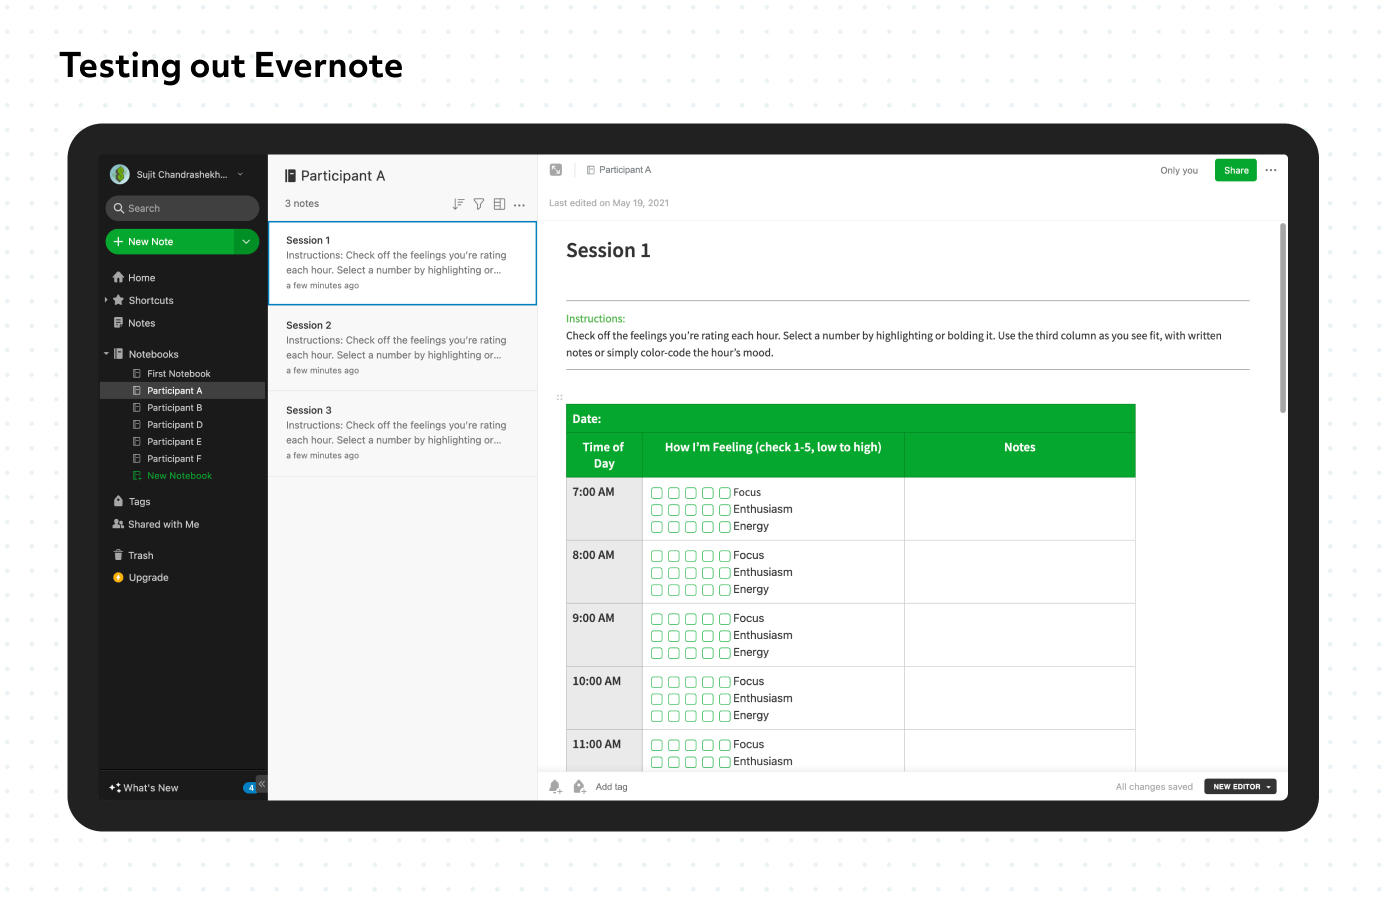 Testing out Evernote
Sujit Chandrashekh...
Search
New Note
Home
Shortcuts
Notes
Notebooks
First Notebook
Participant A
Participant B
Participant D
Participant E
Participant F
New Notebook
Tags
Shared with Me
Trash
Upgrade
What's New
4
Participant A
3 notes
Session 1
Instructions: Check off the feelings you're rating
each hour. Select a number by highlighting or...
a few minutes ago
Session 2
Instructions: Check off the feelings you're rating
each hour. Select a number by highlighting or...
a few minutes ago
Session 3
Instructions: Check off the feelings you're rating
each hour. Select a number by highlighting or...
a few minutes ago
Participant A
Only you
Share
Last edited on May 19, 2021
Session 1
Instructions:
Check off the feelings you're rating each hour. Select a number by highlighting or bolding it. Use the third column as you see fit, with written
notes or simply color-code the hour's mood.
Date:
Time of
Day
How I'm Feeling (check 1-5, low to high)
Notes
7:00 AM
Focus
Enthusiasm
Energy
8:00 AM
Focus
Enthusiasm
Energy
9:00 AM
Focus
Enthusiasm
Energy
10:00 AM
Focus
Enthusiasm
Energy
11:00 AM
Focus
Enthusiasm
Add tag
All changes saved
NEW EDITOR